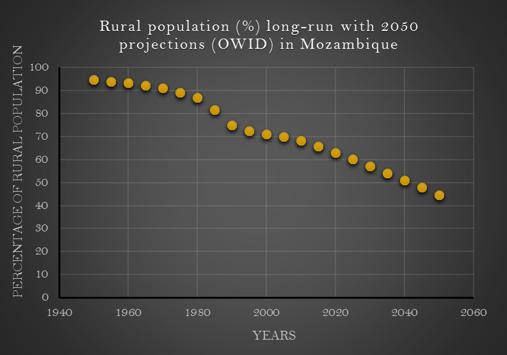 Rural population (%) long-run with 2050
projections (OWID) in Mozambique
PERCENTAGE OF RURAL POPULATION
100
90
80
70
60
50
40
30
20
10
0
1940 1960 1980 2000 2020 2040 2060
YEARS